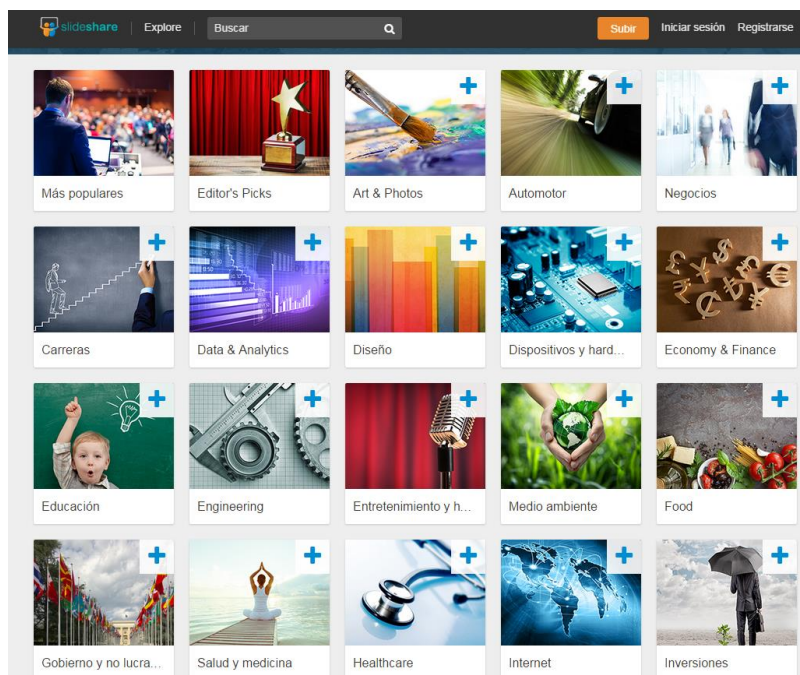 slideshare Explore Buscar Subir Iniciar sesión Registrarse
Más populares Editor's Picks Art & Photos Automotor Negocios
Carreras Data & Analytics Diseño Dispositivos y hard... Economy & Finance
Educación Engineering Entretenimiento y h... Medio ambiente Food
Gobierno y no lucra... Salud y medicina Healthcare Internet Inversiones